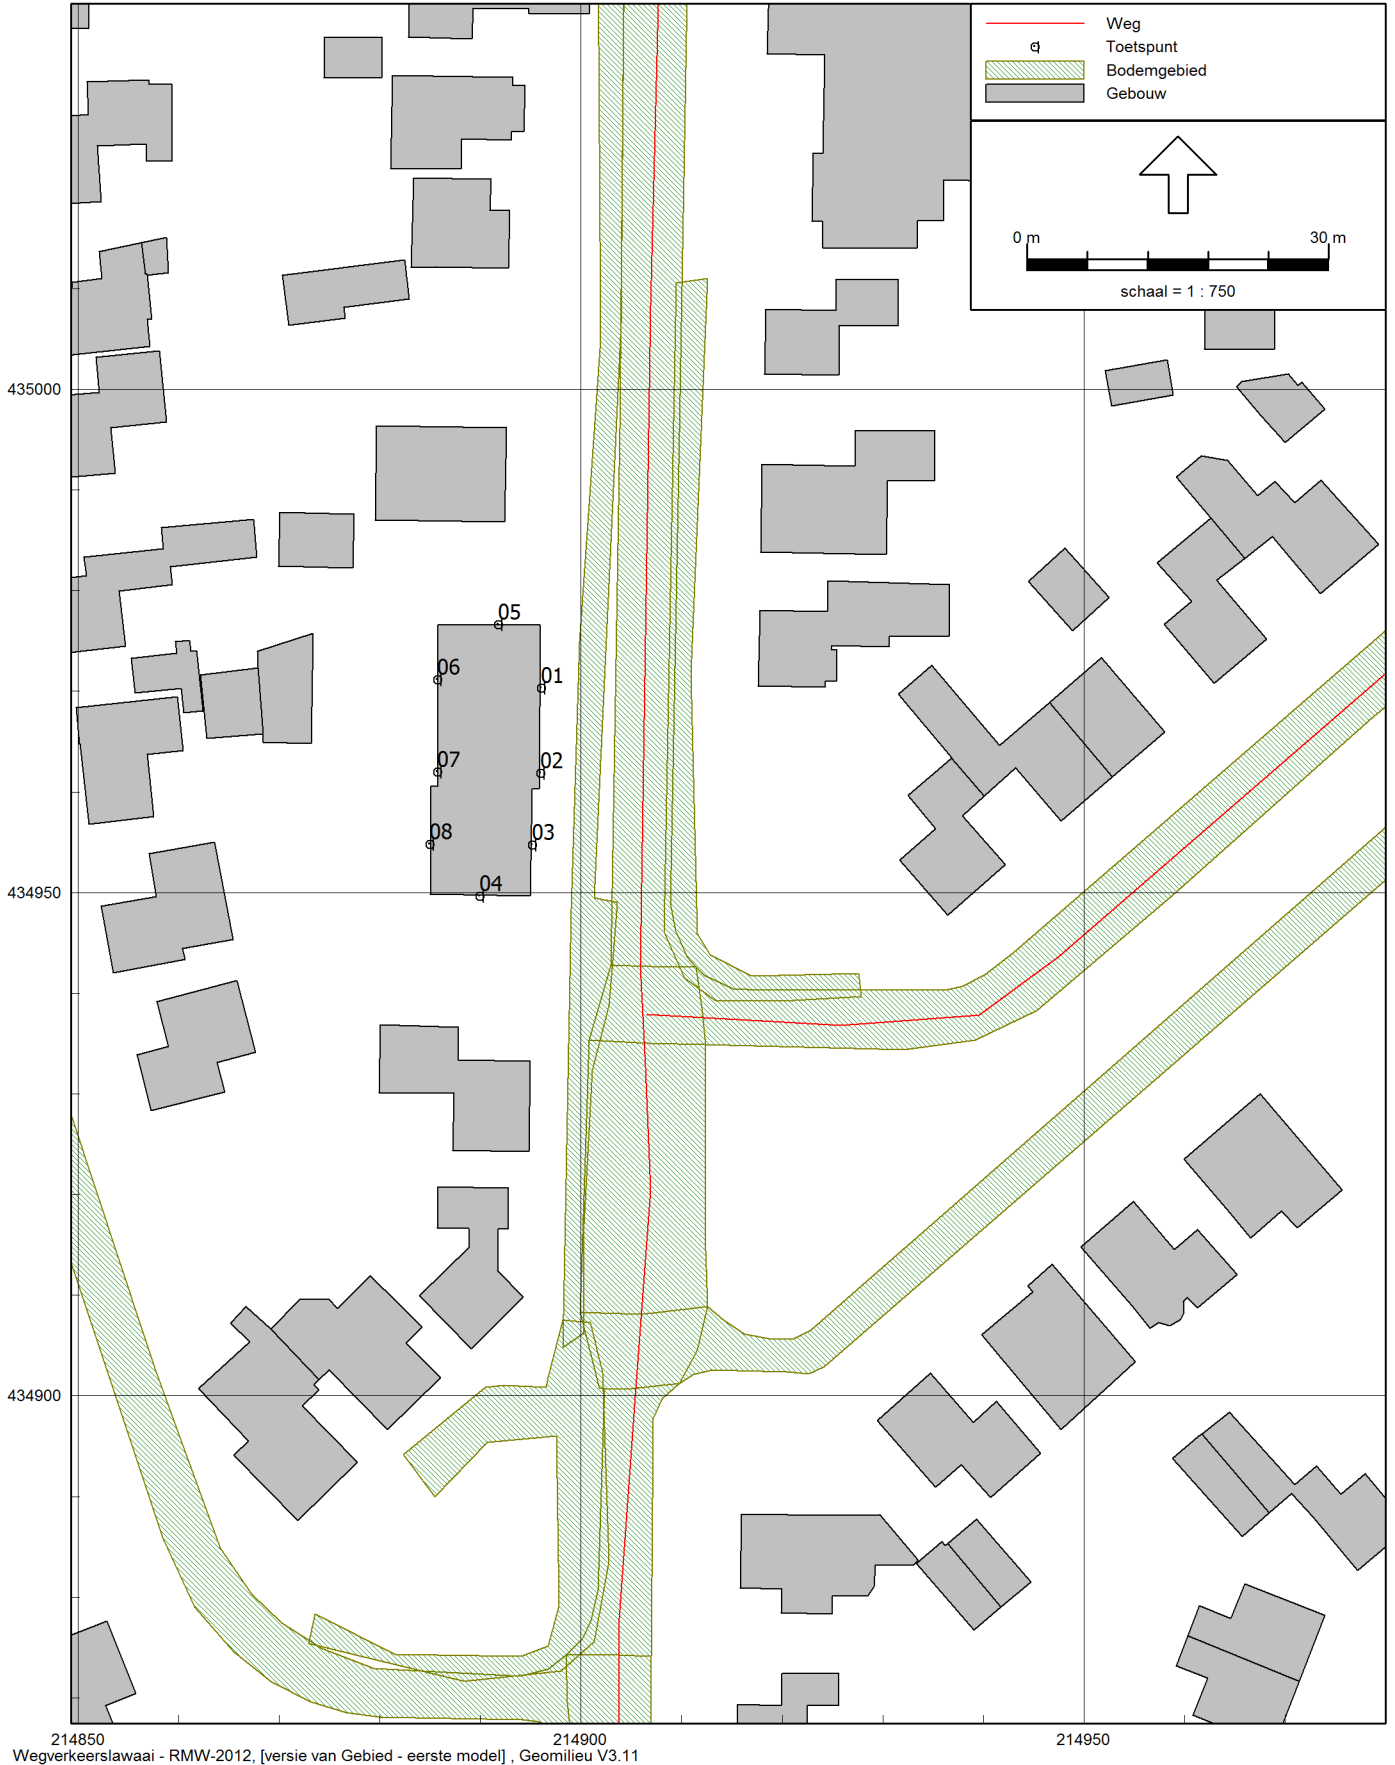 Weg
Toetspunt
Bodemgebied
Gebouw
0 m 30 m
schaal = 1 : 750
435000
05
06
01
07
02
08
03
04
434950
434900
214850 214900 214950
Wegverkeerslawaai - RMW-2012, [versie van Gebied - eerste model] , Geomilieu V3.11